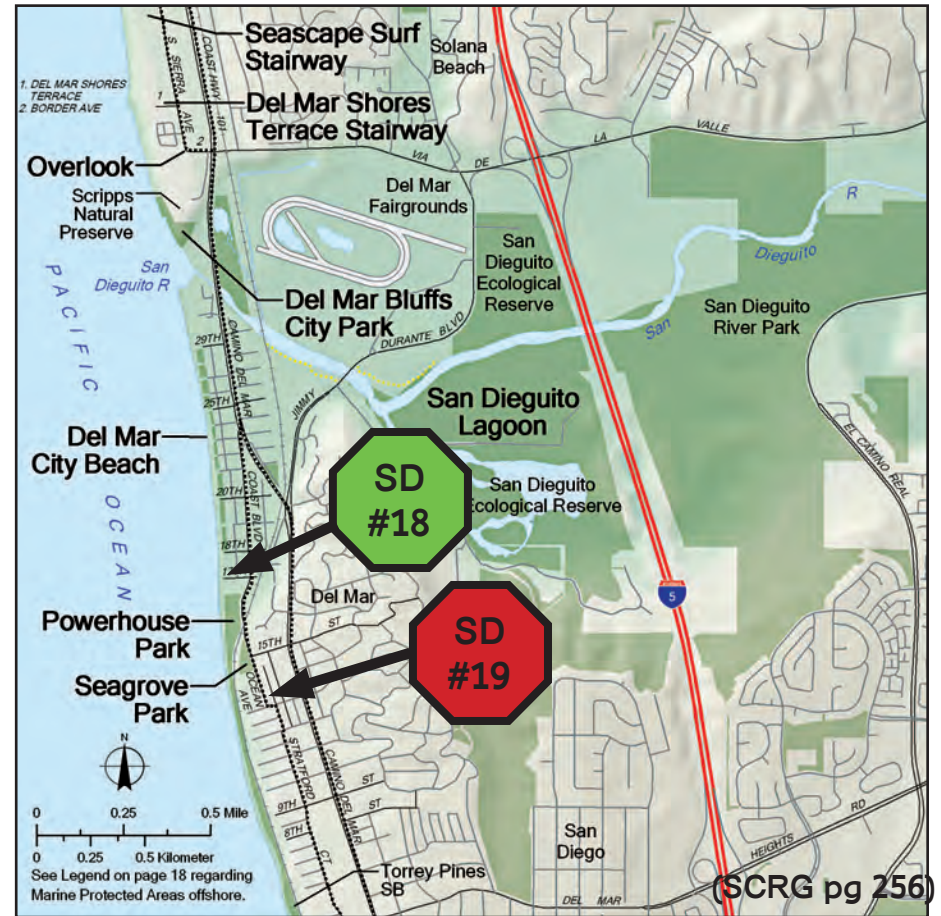 Seascape Surf
Stairway
Solana
Beach
S SIERRA AVE
COAST HWY 101
1. DEL MAR SHORES
TERRACE
2. BORDER AVE
1
Del Mar Shores
Terrace Stairway
2
VIA DE LA VALLE
Overlook
Scripps
Natural
Preserve
Del Mar
Fairgrounds
San
Dieguito
Ecological
Reserve
R
Dieguito
San
San Dieguito
River Park
PACIFIC
OCEAN
San
Dieguito R
Del Mar Bluffs
City Park
JIMMY DURANTE BLVD
29TH
CAMINO DEL MAR
25TH
San Dieguito
Lagoon
Del Mar
City Beach
EL CAMINO REAL
SD
#18
San Dieguito
Ecological Reserve
20TH
COAST BLVD
18TH
5
Del Mar
ST
Powerhouse
Park
15TH
SD
#19
Seagrove
Park
OCEAN
AVE
N
STRATFORD
CT
CAMINO DEL MAR
ST
9TH
ST
8TH
0 0.25 0.5 Mile
0 0.25 0.5 Kilometer
See Legend on page 18 regarding
Marine Protected Areas offshore.
Torrey Pines
SB
San
Diego
DEL MAR HEIGHTS RD
(SCRG pg 256)